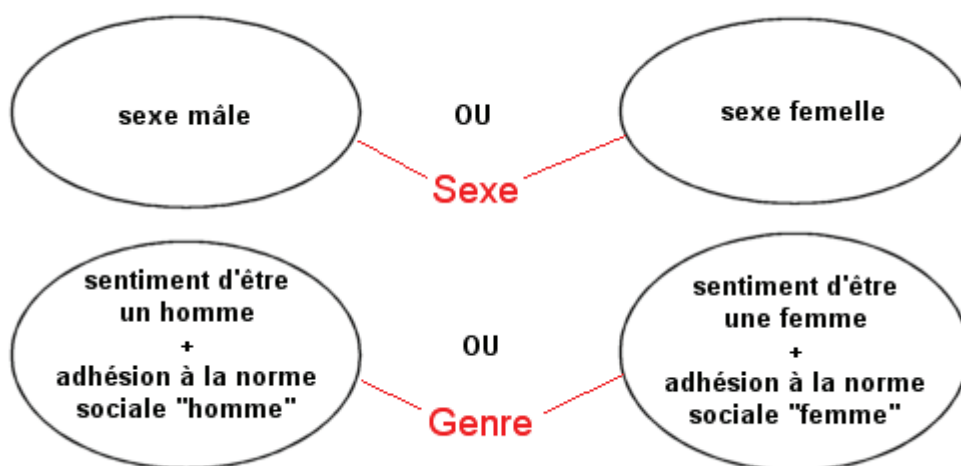 sexe mâle
OU
sexe femelle
Sexe
sentiment d'être
un homme
+
adhésion à la norme
sociale "homme"
OU
sentiment d'être
une femme
+
adhésion à la norme
sociale "femme"
Genre